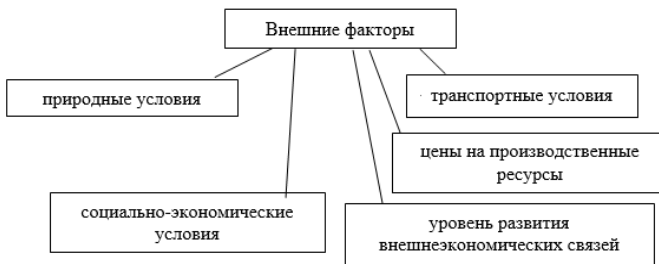 Внешние факторы
природные условия
транспортные условия
цены на производственные
ресурсы
социально-экономические
условия
уровень развития
внешнеэкономических связей